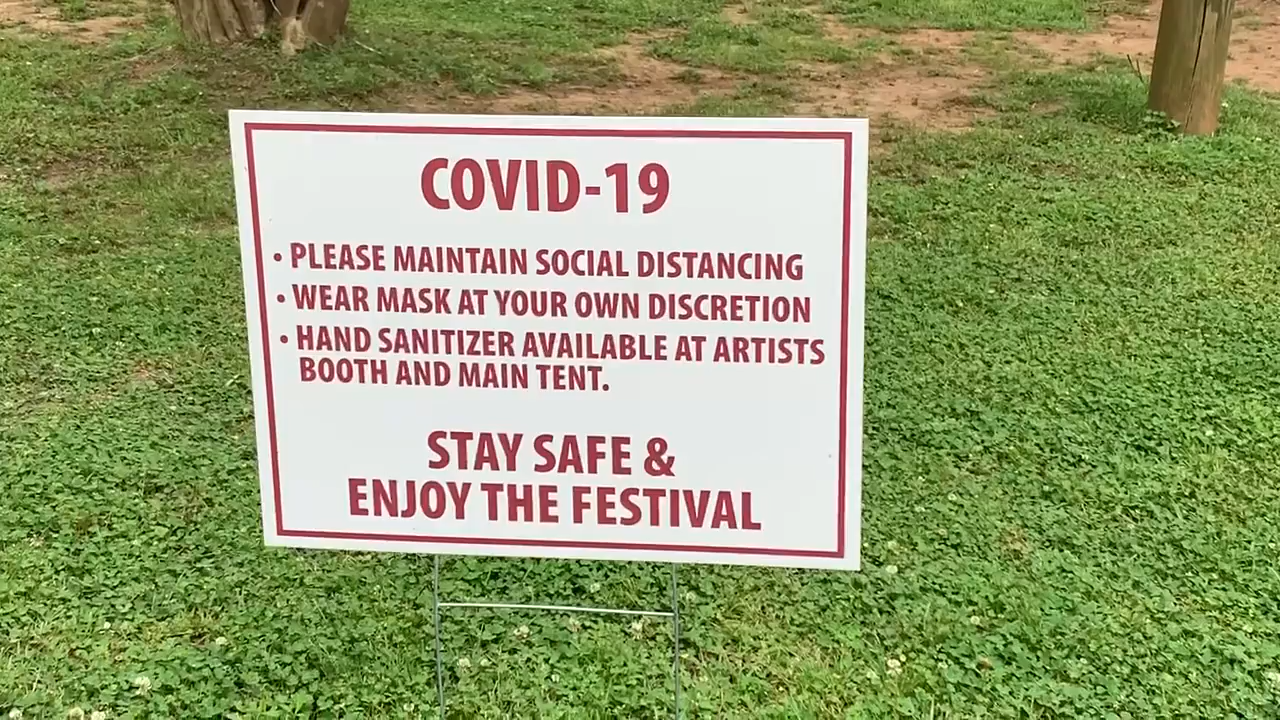 COVID-19
• PLEASE MAINTAIN SOCIAL DISTANCING
• WEAR MASK AT YOUR OWN DISCRETION
• HAND SANITIZER AVAILABLE AT ARTISTS
BOOTH AND MAIN TENT.
STAY SAFE &
ENJOY THE FESTIVAL